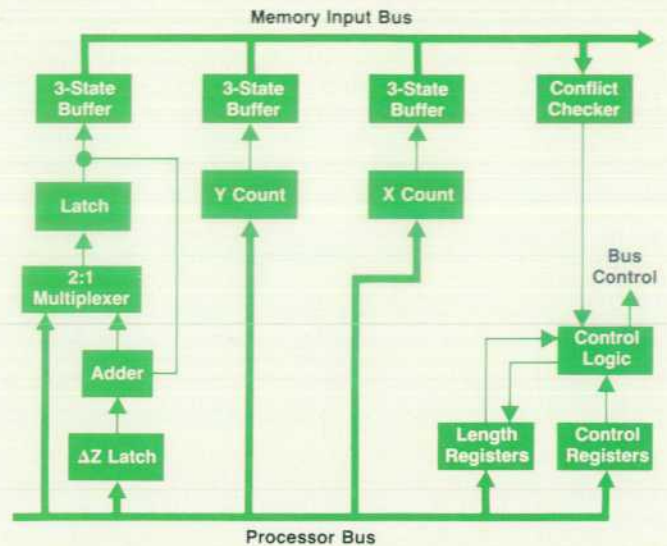 Memory Input Bus
3-State
Buffer
3-State
Buffer
3-State
Buffer
Conflict
Checker
Latch
Y Count
X Count
2:1
Multiplexer
Bus
Control
Adder
Control
Logic
ΔZ Latch
Length
Registers
Control
Registers
Processor Bus